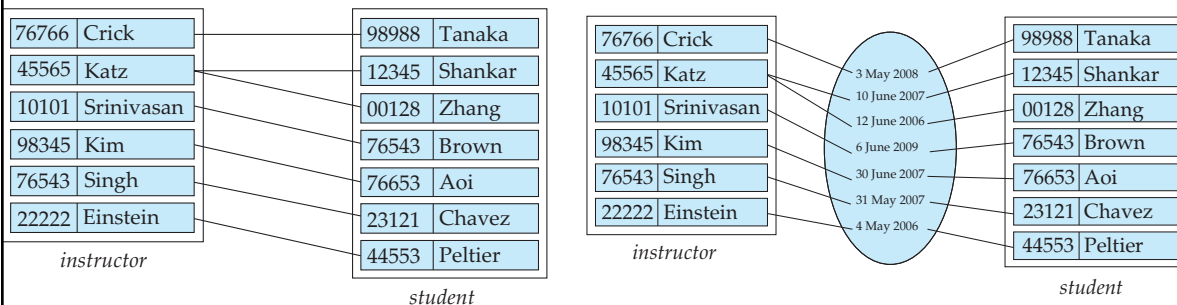 76766 Crick
45565 Katz
10101 Srinivasan
98345 Kim
76543 Singh
22222 Einstein
instructor
98988 Tanaka
12345 Shankar
00128 Zhang
76543 Brown
76653 Aoi
23121 Chavez
44553 Peltier
student
76766 Crick
45565 Katz
10101 Srinivasan
98345 Kim
76543 Singh
22222 Einstein
instructor
3 May 2008
10 June 2007
12 June 2006
6 June 2009
30 June 2007
31 May 2007
4 May 2006
98988 Tanaka
12345 Shankar
00128 Zhang
76543 Brown
76653 Aoi
23121 Chavez
44553 Peltier
student